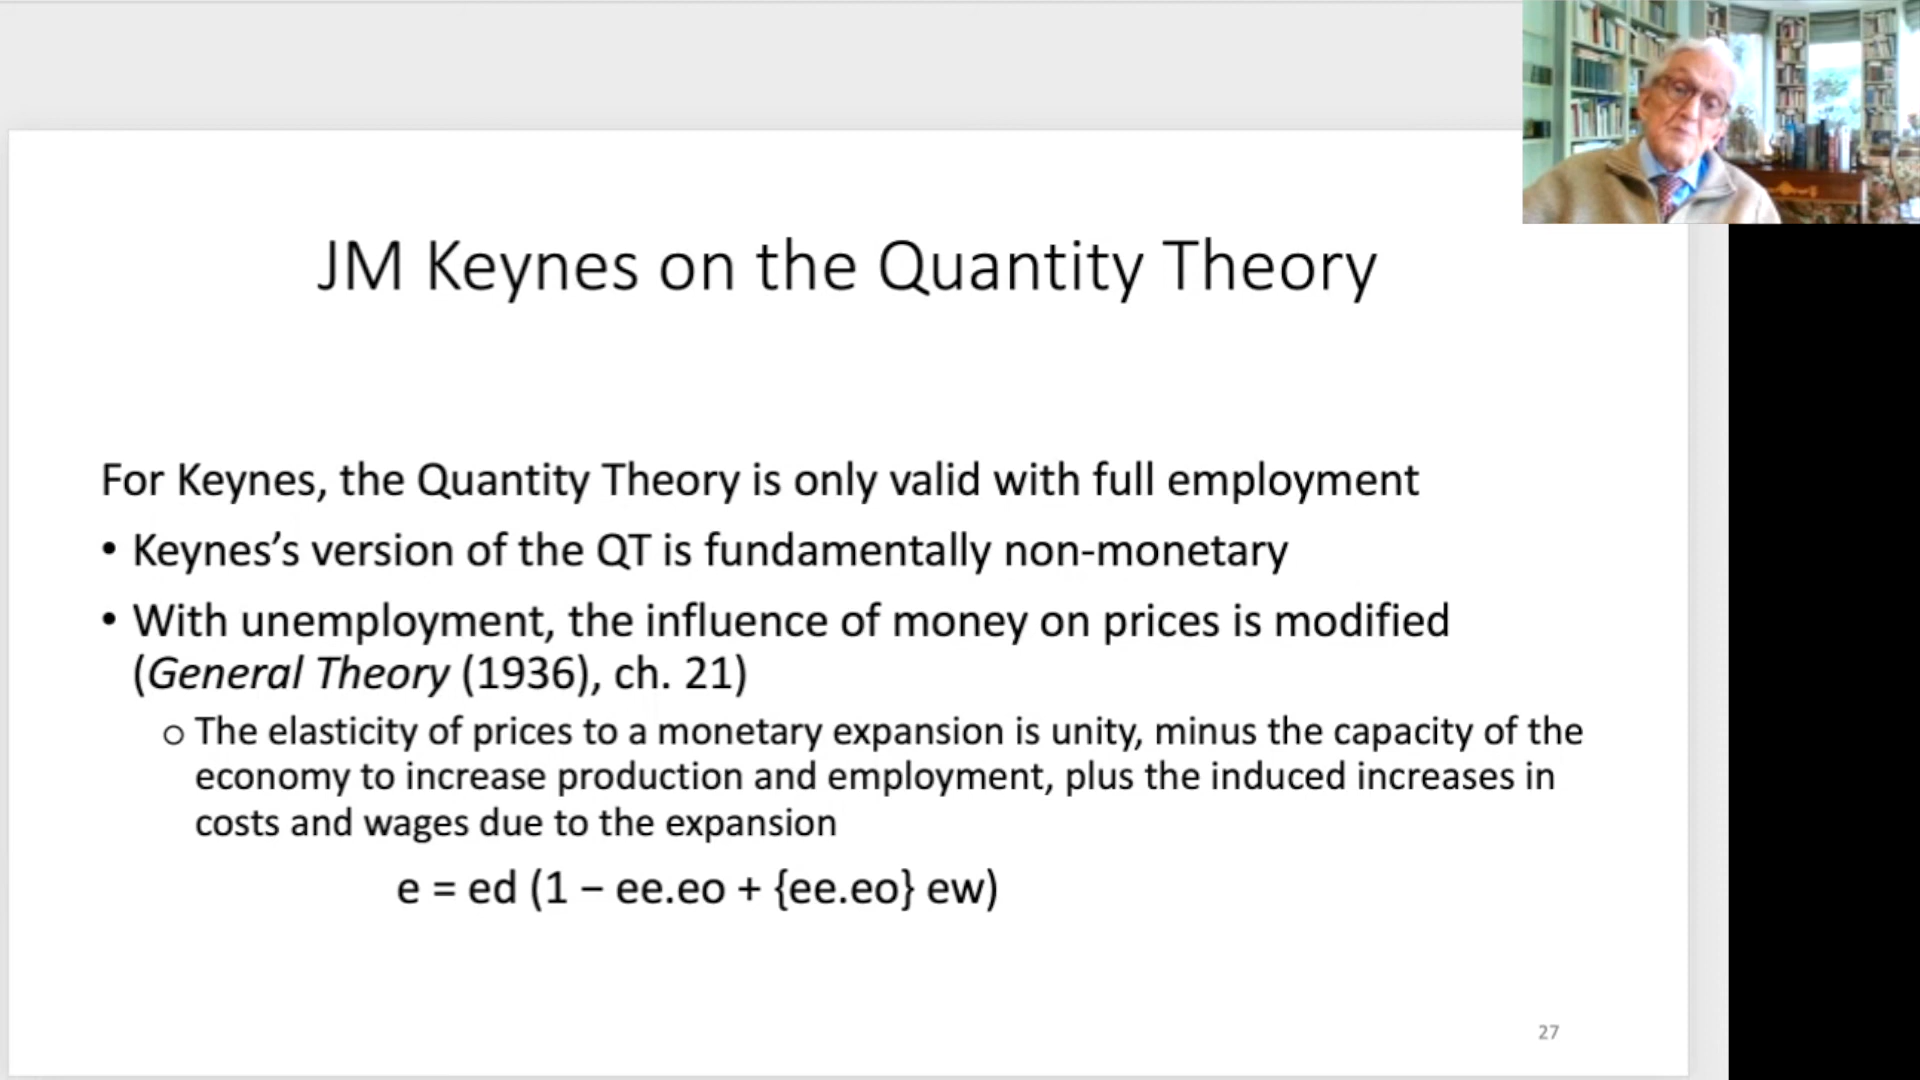 JM Keynes on the Quantity Theory
For Keynes, the Quantity Theory is only valid with full employment
• Keynes’s version of the QT is fundamentally non-monetary
• With unemployment, the influence of money on prices is modified
(General Theory (1936), ch. 21)
o The elasticity of prices to a monetary expansion is unity, minus the capacity of the
economy to increase production and employment, plus the induced increases in
costs and wages due to the expansion
e = ed (1 − ee.eo + {ee.eo} ew)
27